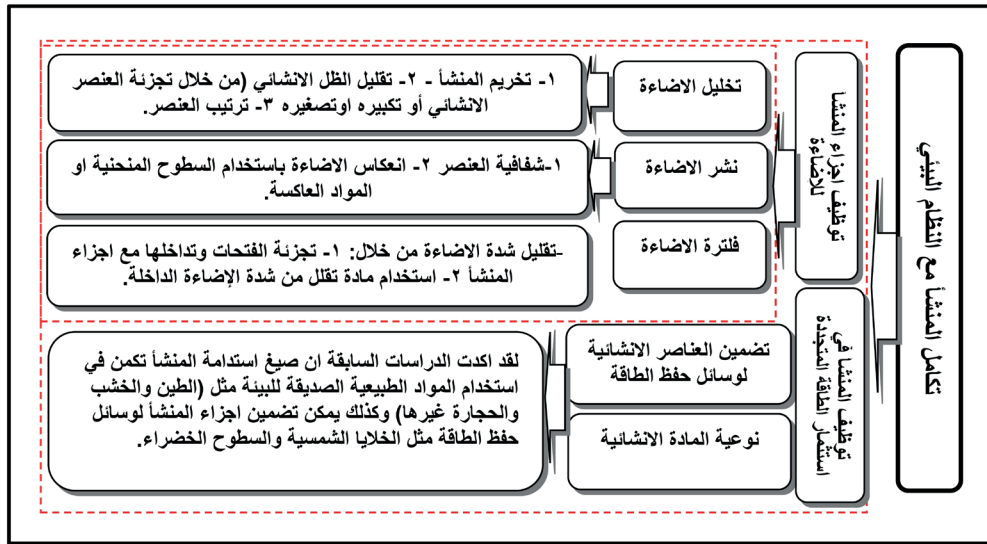 تكامل المنشأ مع النظام البيئي
توظيف اجزاء المنشأ
للاضاءة
تخليل الاضاءة
١- تخريم المنشأ - ٢- تقليل الظل الانشائي (من خلال تجزئة العنصر
الانشائي أو تكبيره اوتصغيره ٣- ترتيب العنصر.
نشر الاضاءة
١-شفافية العنصر ٢- انعكاس الاضاءة باستخدام السطوح المنحنية او
المواد العاكسة.
فلترة الاضاءة
-تقليل شدة الاضاءة من خلال: ١- تجزئة الفتحات وتداخلها مع اجزاء
المنشأ ٢- استخدام مادة تقلل من شدة الإضاءة الداخلة.
توظيف المنشأ في
استثمار الطاقة المتجددة
تضمين العناصر الانشائية
لوسائل حفظ الطاقة
نوعية المادة الانشائية
لقد اكدت الدراسات السابقة ان صيغ استدامة المنشأ تكمن في
استخدام المواد الطبيعية الصديقة للبيئة مثل (الطين والخشب
والحجارة غيرها) وكذلك يمكن تضمين اجزاء المنشأ لوسائل
حفظ الطاقة مثل الخلايا الشمسية والسطوح الخضراء.